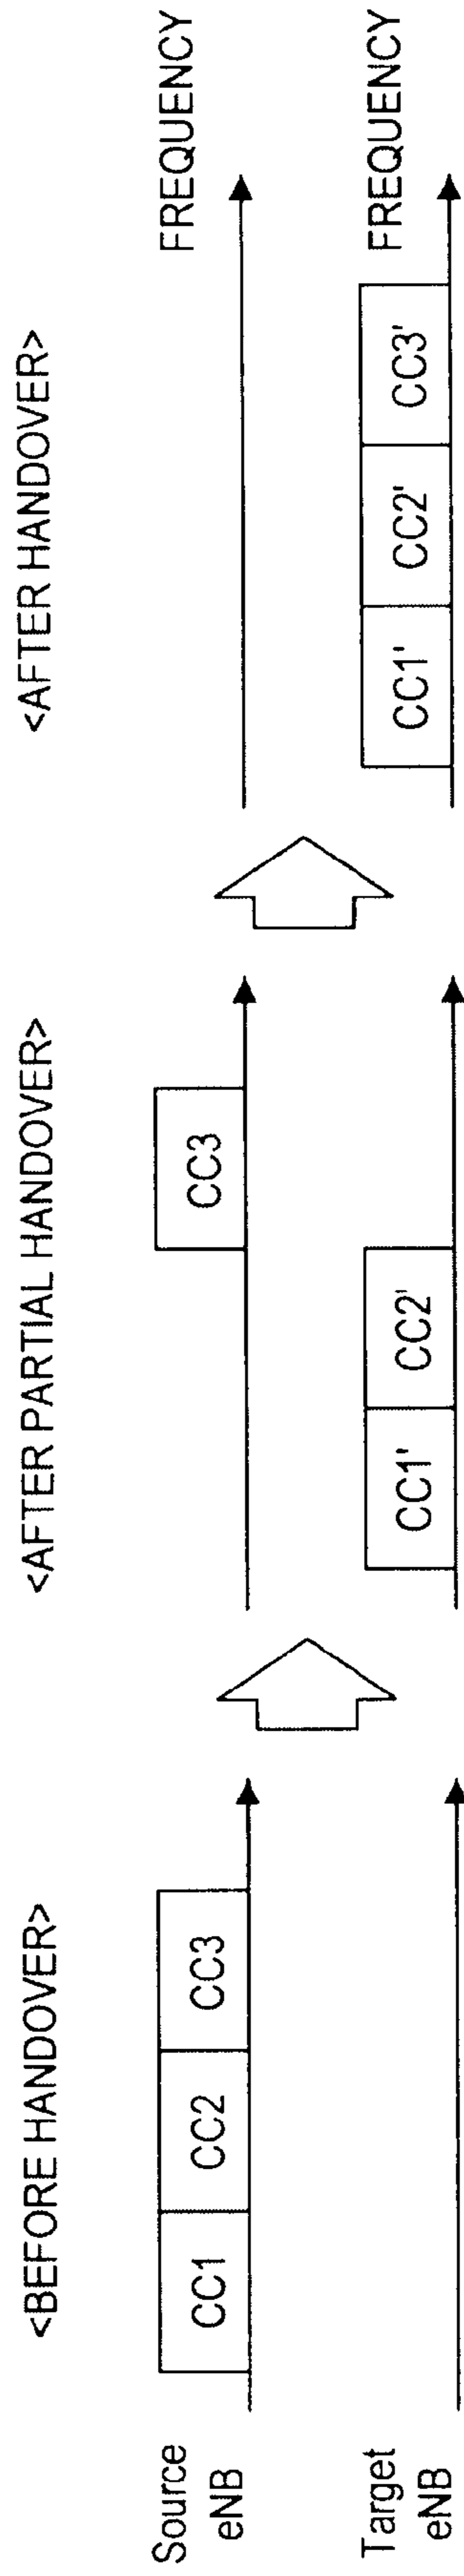 <BEFORE HANDOVER>
<AFTER PARTIAL HANDOVER>
<AFTER HANDOVER>
Source
eNB
CC1
CC2
CC3
CC3
FREQUENCY
Target
eNB
CC1'
CC2'
CC1'
CC2'
CC3'
FREQUENCY